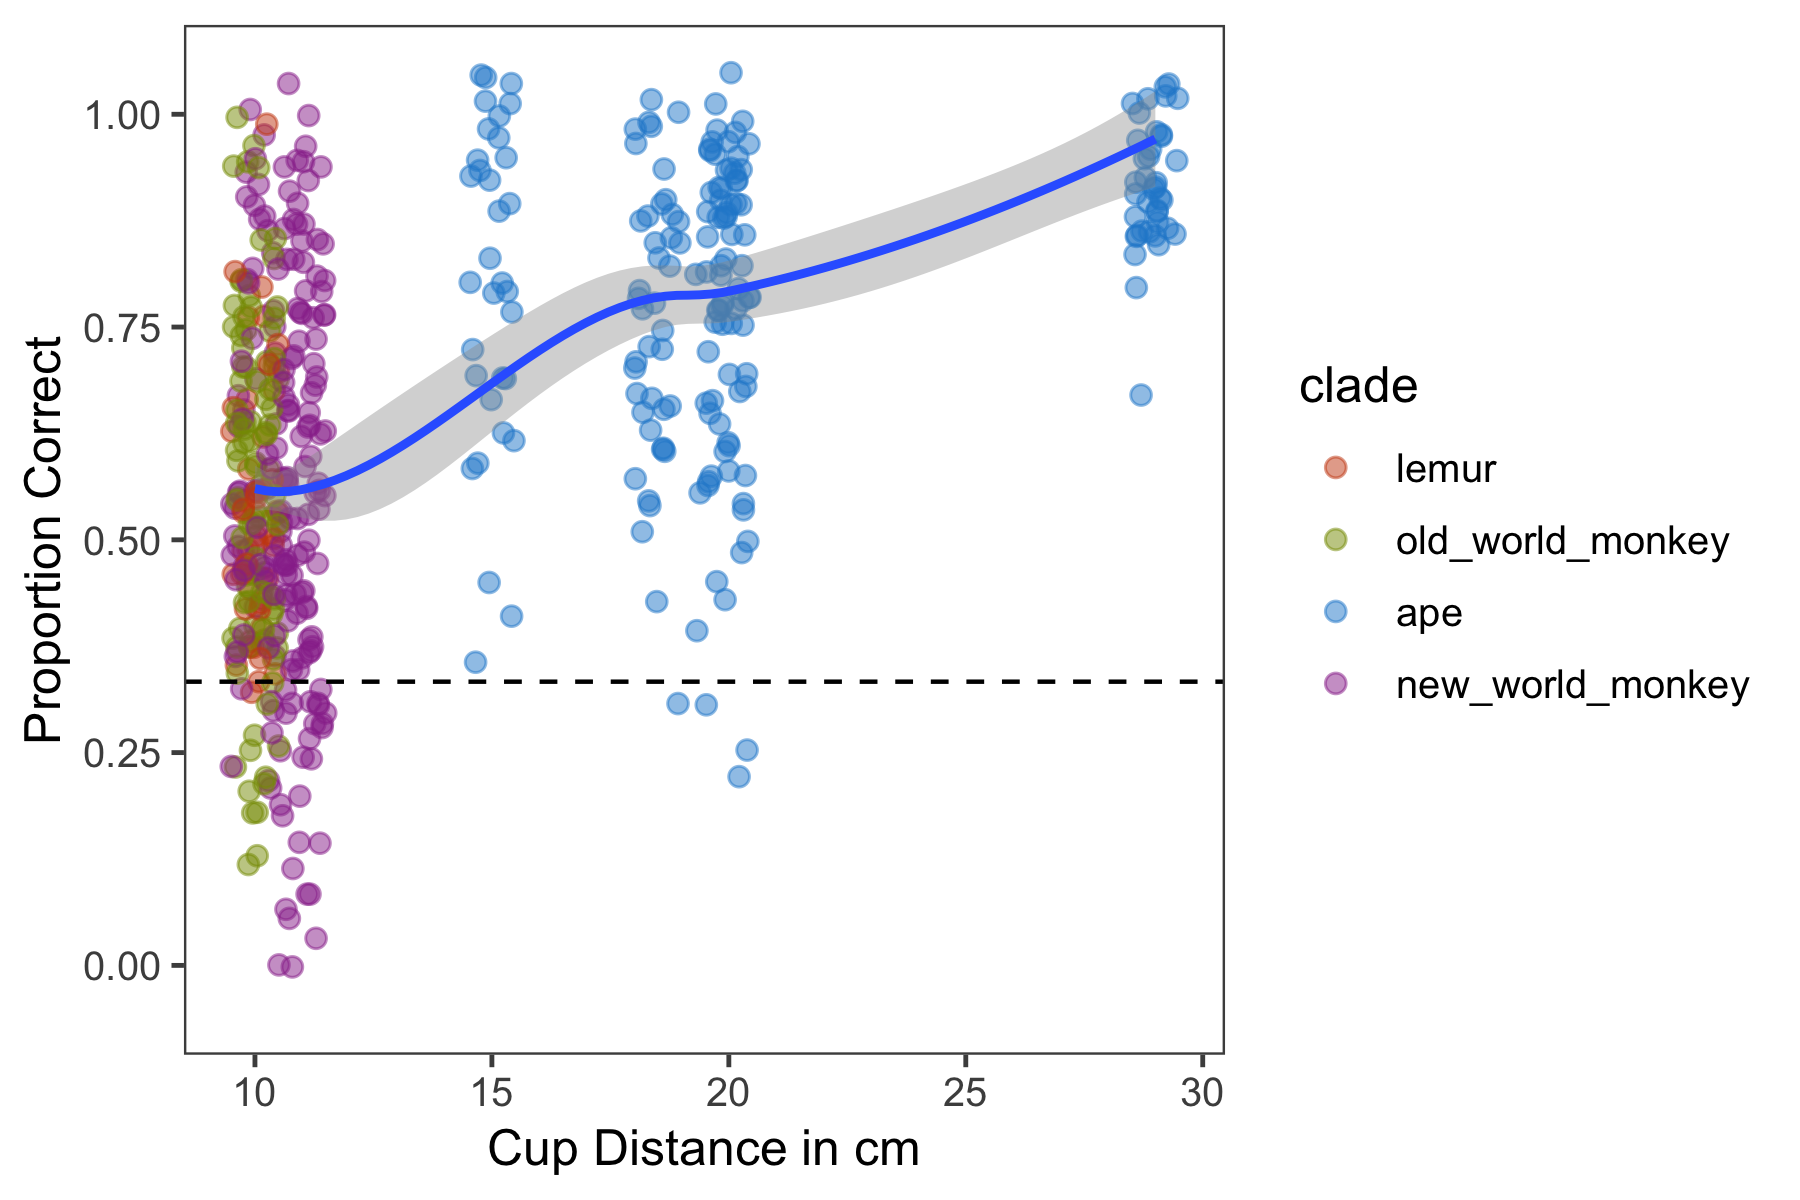 1.00
0.75
0.50
0.25
0.00
Proportion Correct
10 15 20 25 30
Cup Distance in cm
clade
lemur
old_world_monkey
ape
new_world_monkey